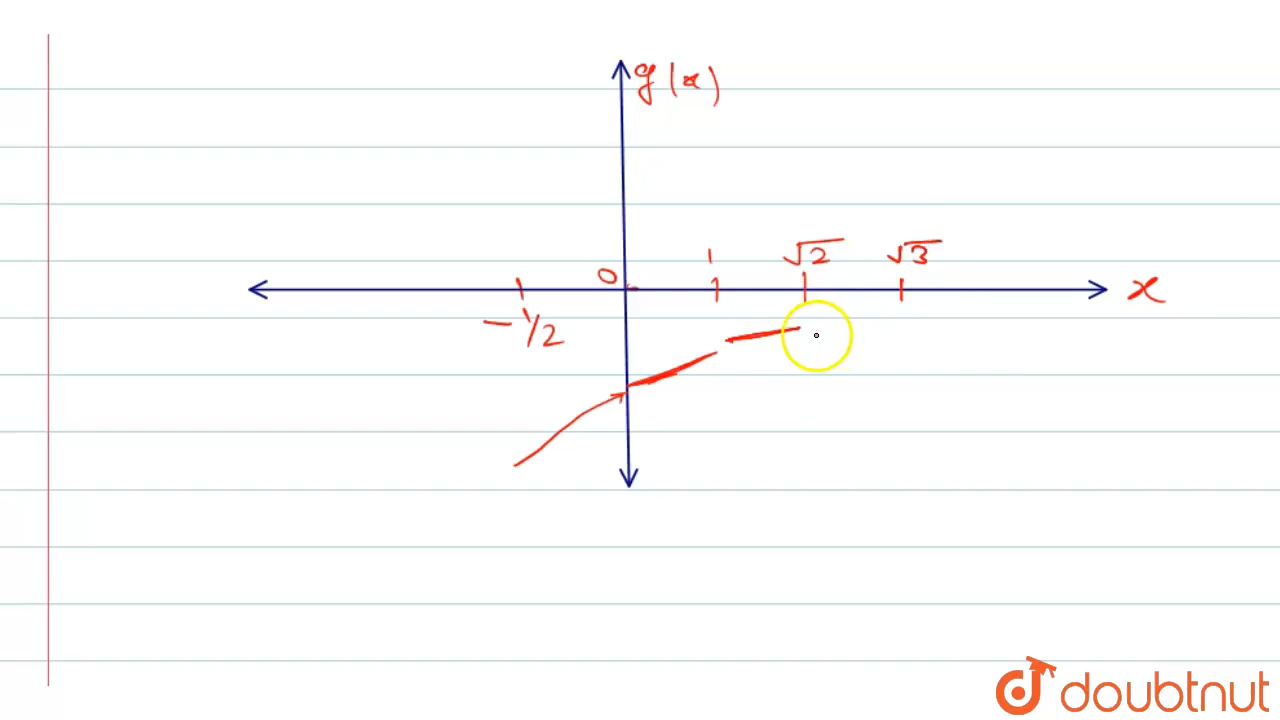 g(x)
0
1
√2
√3
x
-1/2
doubtnut